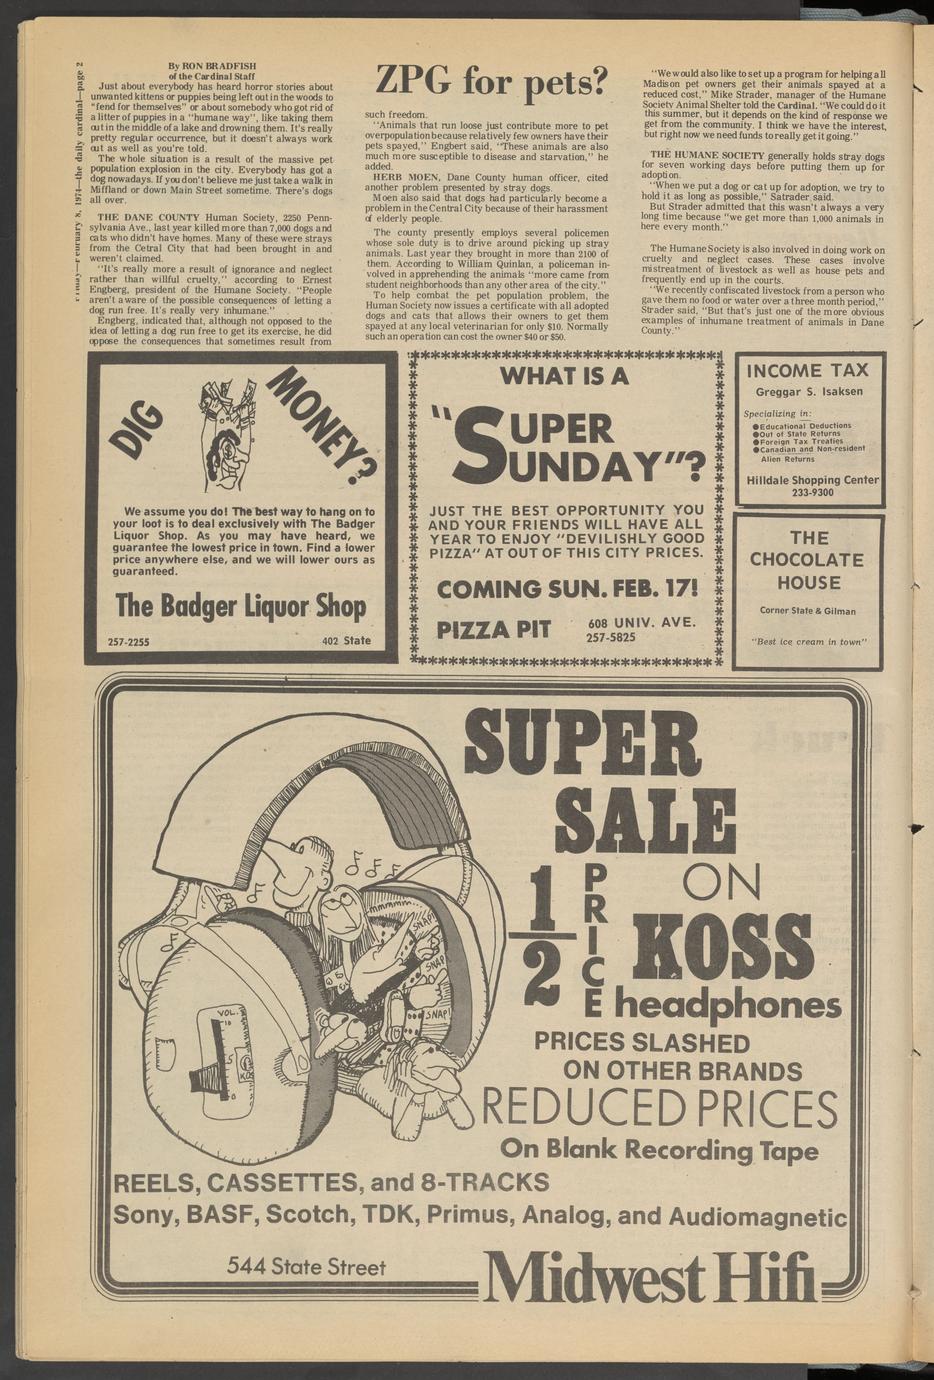 1974—the daily cardinal—page 2
ZPG for pets?
By RON BRADFISH
of the Cardinal Staff
Just about everybody has heard horror stories about
unwanted kittens or puppies being left out in the woods to
"fend for themselves" or about somebody who got rid of
a litter of puppies in a "humane way", like taking them
out in the middle of a lake and drowning them. It's really
pretty regular occurrence, but it doesn't always work
out as well as you're told.
The whole situation is a result of the massive pet
population explosion in the city. Everybody has got a
dog nowadays. If you don't believe me just take a walk in
Miffland or down Main Street sometime. There's dogs
all over.
THE DANE COUNTY Human Society, 2250 Penn-
sylvania Ave., last year killed more than 7,000 dogs and
cats who didn't have homes. Many of these were strays
from the Cetral City that had been brought in and
weren't claimed.
"It's really more a result of ignorance and neglect
rather than willful cruelty," according to Ernest
Engberg, president of the Humane Society. "People
aren't aware of the possible consequences of letting a
dog run free. It's really very inhumane."
Engberg, indicated that, although not opposed to the
idea of letting a dog run free to get its exercise, he did
oppose the consequences that sometimes result from
such freedom.
"Animals that run loose just contribute more to pet
overpopulation because relatively few owners have their
pets spayed," Engbert said, "These animals are also
much more susceptible to disease and starvation," he
added.
HERB MOEN, Dane County human officer, cited
another problem presented by stray dogs.
Moen also said that dogs had particularly become a
problem in the Central City because of their harassment
of elderly people.
The county presently employs several policemen
whose sole duty is to drive around picking up stray
animals. Last year they brought in more than 2100 of
them. According to William Quinlan, a policeman in-
volved in apprehending the animals "more came from
student neighborhoods than any other area of the city."
To help combat the pet population problem, the
Human Society now issues a certificate with all adopted
dogs and cats that allows their owners to get them
spayed at any local veterinarian for only $10. Normally
such an operation can cost the owner $40 or $50.
"We would also like to set up a program for helping all
Madison pet owners get their animals spayed at a
reduced cost," Mike Strader, manager of the Humane
Society Animal Shelter told the Cardinal. "We could do it
this summer, but it depends on the kind of response we
get from the community. I think we have the interest,
but right now we need funds to really get it going."
THE HUMANE SOCIETY generally holds stray dogs
for seven working days before putting them up for
adoption.
"When we put a dog or cat up for adoption, we try to
hold it as long as possible," Satrader said.
But Strader admitted that this wasn't always a very
long time because "we get more than 1,000 animals in
here every month."
The Humane Society is also involved in doing work on
cruelty and neglect cases. These cases involve
mistreatment of livestock as well as house pets and
frequently end up in the courts.
"We recently confiscated livestock from a person who
gave them no food or water over a three month period,"
Strader said, "But that's just one of the more obvious
examples of inhumane treatment of animals in Dane
County."
DIG MONEY?
We assume you do! The best way to hang on to
your loot is to deal exclusively with The Badger
Liquor Shop. As you may have heard, we
guarantee the lowest price in town. Find a lower
price anywhere else, and we will lower ours as
guaranteed.
The Badger Liquor Shop
257-2255 402 State
WHAT IS A
"SUPER
SUNDAY"?
JUST THE BEST OPPORTUNITY YOU
AND YOUR FRIENDS WILL HAVE ALL
YEAR TO ENJOY "DEVILISHLY GOOD
PIZZA" AT OUT OF THIS CITY PRICES.
COMING SUN. FEB. 17!
PIZZA PIT
608 UNIV. AVE.
257-5825
INCOME TAX
Greggar S. Isaksen
Specializing in:
●Educational Deductions
●Out of State Returns
●Foreign Tax Treaties
●Canadian and Non-resident
Alien Returns
Hilldale Shopping Center
233-9300
THE
CHOCOLATE
HOUSE
Corner State & Gilman
"Best ice cream in town"
SUPER
SALE
1/2 PRICE ON
KOSS
headphones
PRICES SLASHED
ON OTHER BRANDS
REDUCED PRICES
On Blank Recording Tape
mmmmm
SNAP!
SNAP!
SNAP!
VOL.
10
5
0
KOSS
REELS, CASSETTES, and 8-TRACKS
Sony, BASF, Scotch, TDK, Primus, Analog, and Audiomagnetic
544 State Street
Midwest Hifi